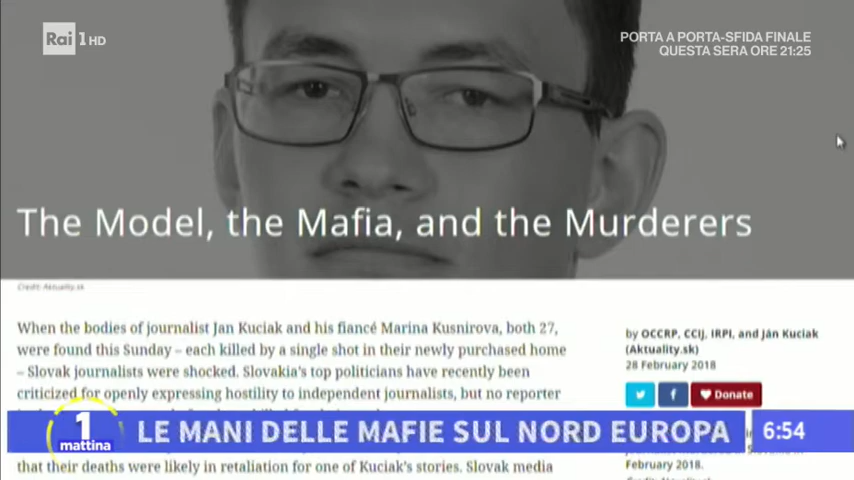 Rai 1 HD
PORTA A PORTA-SFIDA FINALE
QUESTA SERA ORE 21:25
The Model, the Mafia, and the Murderers
Credit: Aktuality.sk
When the bodies of journalist Jan Kuciak and his fiancé Marina Kusnirova, both 27,
were found this Sunday – each killed by a single shot in their newly purchased home
– Slovak journalists were shocked. Slovakia's top politicians have recently been
criticized for openly expressing hostility to independent journalists, but no reporter
that their deaths were likely in retaliation for one of Kuciak's stories. Slovak media
by OCCRP, CCIJ, IRPI, and Ján Kuciak
(Aktuality.sk)
28 February 2018
Donate
February 2018.
1
mattina
LE MANI DELLE MAFIE SUL NORD EUROPA
6:54